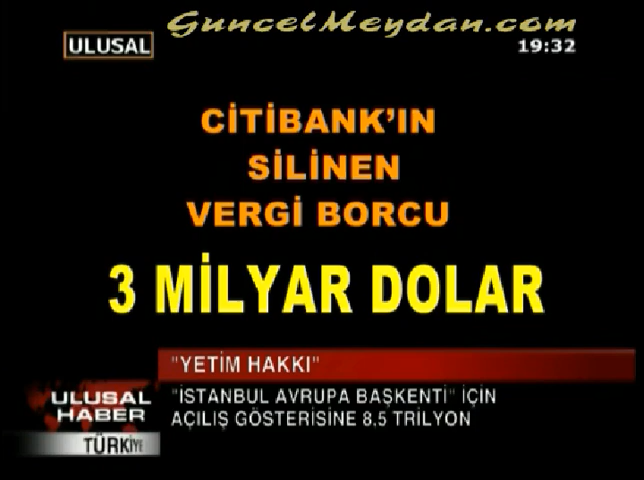 GuncelMeydan.com
ULUSAL
19:32
CİTİBANK'IN
SİLİNEN
VERGİ BORCU
3 MİLYAR DOLAR
"YETİM HAKKI"
"İSTANBUL AVRUPA BAŞKENTİ" İÇİN
AÇILIŞ GÖSTERİSİNE 8,5 TRİLYON
ULUSAL
HABER
TÜRKİYE